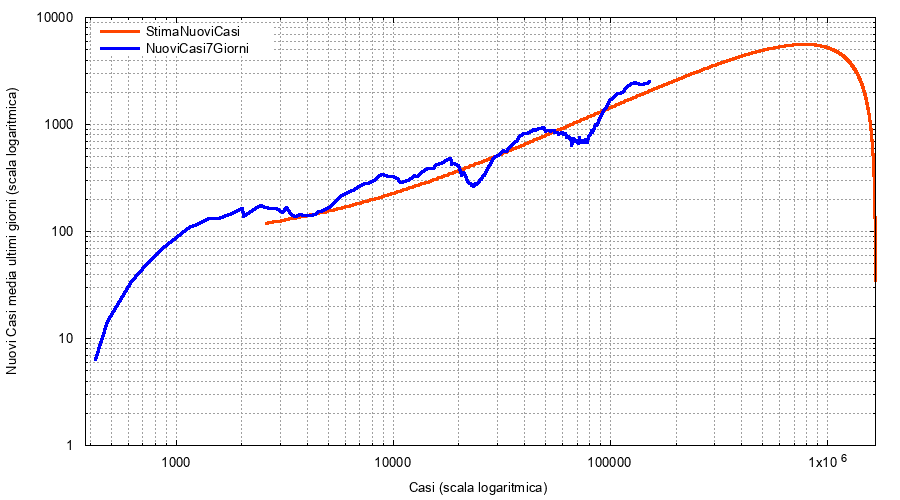 StimaNuoviCasi
NuoviCasi7Giorni
10000
1000
100
10
1
1000
10000
100000
1x10 6
Nuovi Casi media ultimi giorni (scala logaritmica)
Casi (scala logaritmica)